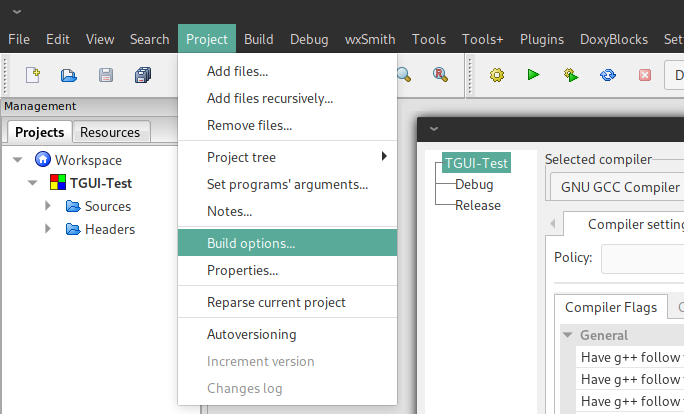 File Edit View Search Project Build Debug wxSmith Tools Tools+ Plugins DoxyBlocks
Management
Projects Resources
Workspace
TGUI-Test
Sources
Headers
Add files...
Add files recursively...
Remove files...
Project tree
Set programs' arguments...
Notes...
Build options...
Properties...
Reparse current project
Autoversioning
Increment version
Changes log
TGUI-Test
Debug
Release
Selected compiler
GNU GCC Compiler
Compiler setting
Policy:
Compiler Flags
General
Have g++ follow
Have g++ follow
Have g++ follow